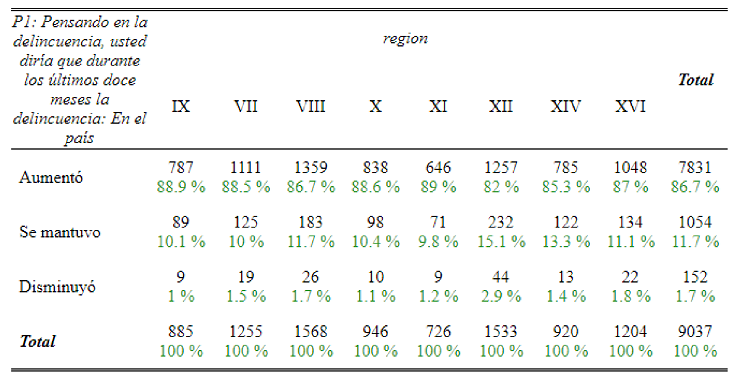 P1: Pensando en la
delincuencia, usted
diría que durante
los últimos doce
meses la
delincuencia: En el
país
region
Total
IX VII VIII X XI XII XIV XVI
Aumentó
787 1111 1359 838 646 1257 785 1048 7831
88.9 % 88.5 % 86.7 % 88.6 % 89 % 82 % 85.3 % 87 % 86.7 %
Se mantuvo
89 125 183 98 71 232 122 134 1054
10.1 % 10 % 11.7 % 10.4 % 9.8 % 15.1 % 13.3 % 11.1 % 11.7 %
Disminuyó
9 19 26 10 9 44 13 22 152
1 % 1.5 % 1.7 % 1.1 % 1.2 % 2.9 % 1.4 % 1.8 % 1.7 %
Total
885 1255 1568 946 726 1533 920 1204 9037
100 % 100 % 100 % 100 % 100 % 100 % 100 % 100 % 100 %